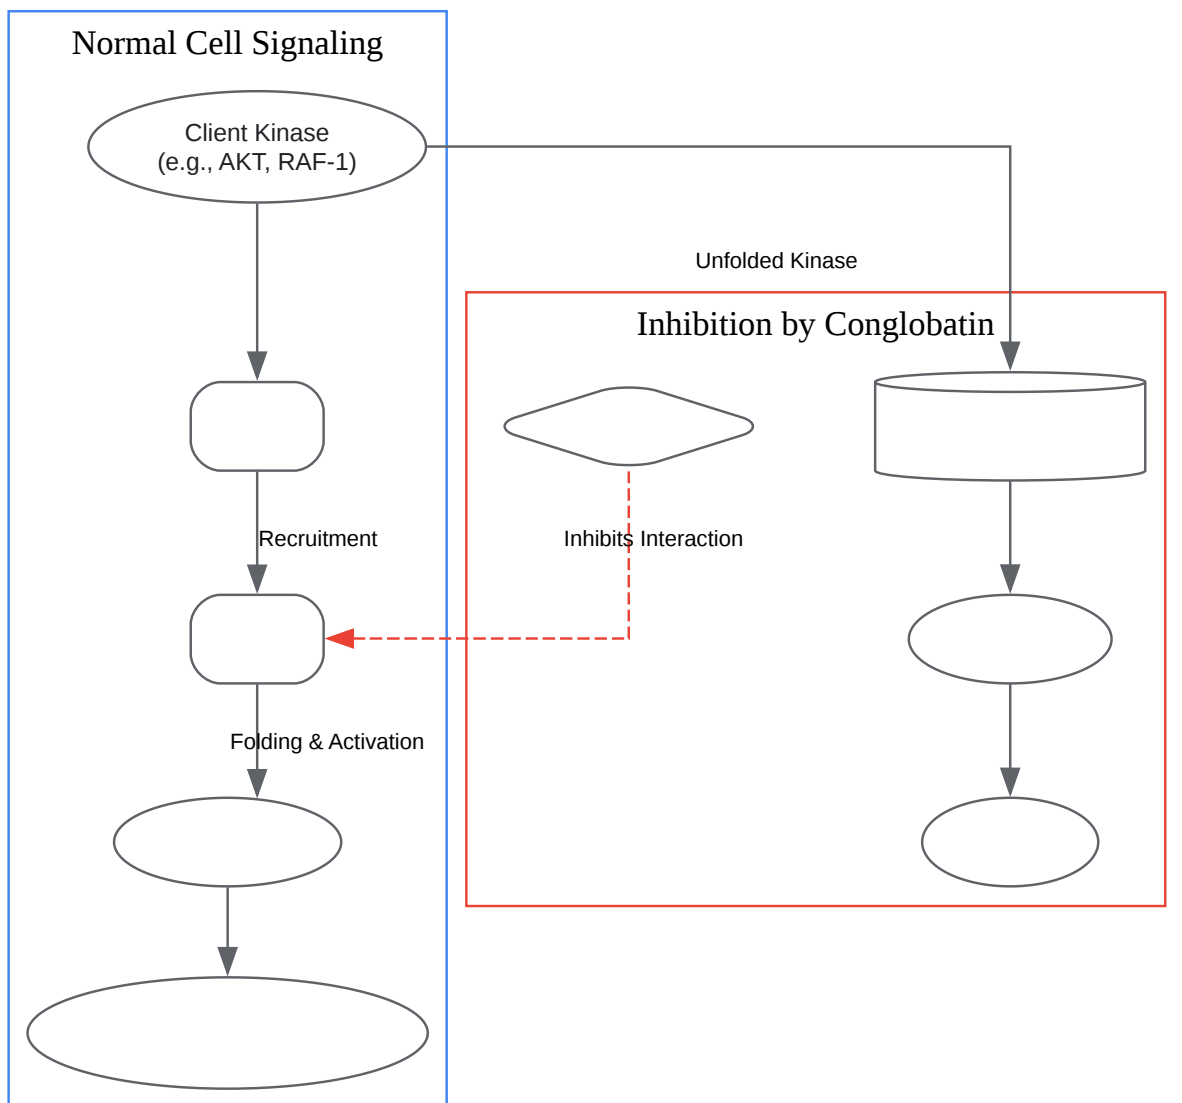 Normal Cell Signaling
Client Kinase
(e.g., AKT, RAF-1)
Unfolded Kinase
Inhibition by Conglobatin
Recruitment
Inhibits Interaction
Folding & Activation